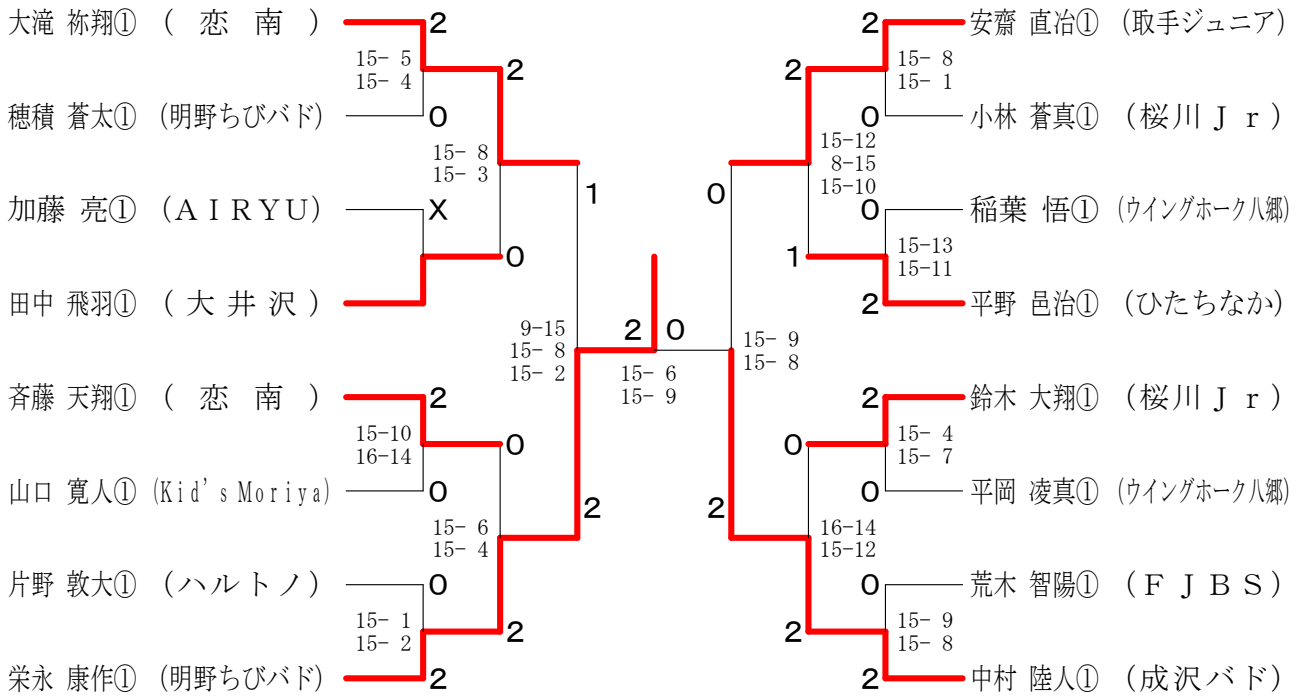 大滝 祢翔① ( 恋 南 ) 2
15- 5
15- 4
2
穂積 蒼太① (明野ちびバド) 0
15- 8
15- 3
1
加藤 亮① (AIRYU) X
0
田中 飛羽① (大井沢)
9-15
15- 8
15- 2
斉藤 天翔① ( 恋 南 ) 2
15-10
16-14
0
山口 寛人① (Kid's Moriya) 0
15- 6
15- 4
2
片野 敦大① (ハルトノ) 0
15- 1
15- 2
2
栄永 康作① (明野ちびバド) 2
2 0
15- 6
15- 9
2 安齋 直冶① (取手ジュニア)
15- 8
15- 1
2
0 小林 蒼真① (桜川Jr)
15-12
8-15
15-10
0
0 稲葉 悟① (ウイングホーク八郷)
15-13
15-11
1
2 平野 邑治① (ひたちなか)
15- 9
15- 8
2 鈴木 大翔① (桜川Jr)
15- 4
15- 7
0
0 平岡 凌真① (ウイングホーク八郷)
16-14
15-12
2
0 荒木 智陽① (FJBS)
15- 9
15- 8
2
2 中村 陸人① (成沢バド)